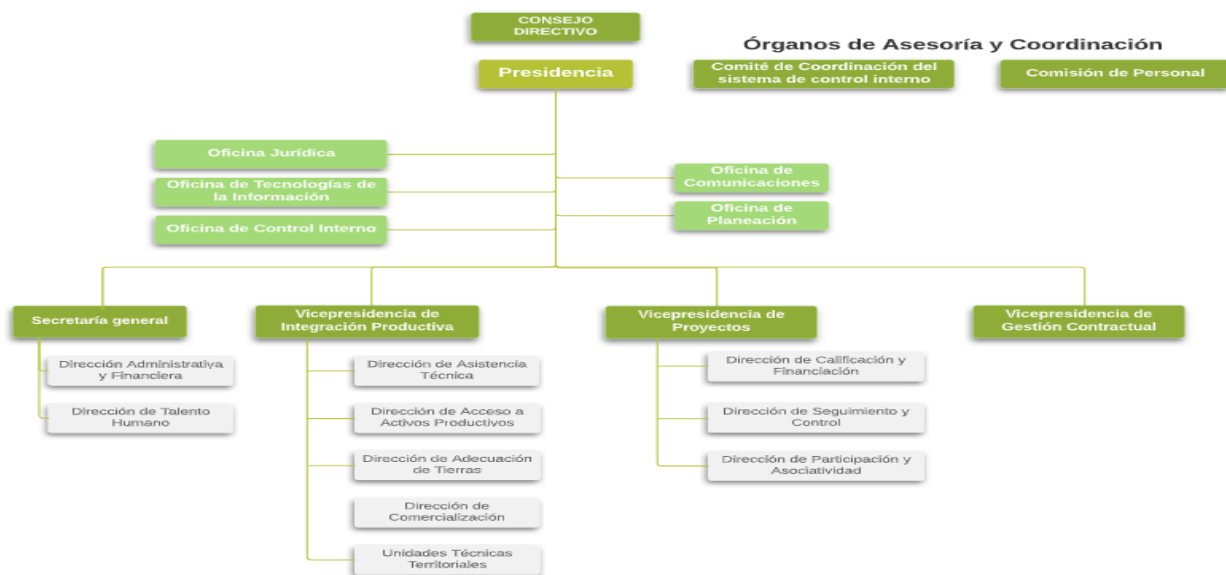 CONSEJO
DIRECTIVO
Órganos de Asesoría y Coordinación
Presidencia
Comité de Coordinación del
sistema de control interno
Comisión de Personal
Oficina Jurídica
Oficina de Tecnologías de
la Información
Oficina de Control Interno
Oficina de
Comunicaciones
Oficina de
Planeación
Secretaría general
Dirección Administrativa
y Financiera
Dirección de Talento
Humano
Vicepresidencia de
Integración Productiva
Dirección de Asistencia
Técnica
Dirección de Acceso a
Activos Productivos
Dirección de Adecuación
de Tierras
Dirección de
Comercialización
Unidades Técnicas
Territoriales
Vicepresidencia de
Proyectos
Dirección de Calificación y
Financiación
Dirección de Seguimiento y
Control
Dirección de Participación y
Asociatividad
Vicepresidencia de
Gestión Contractual